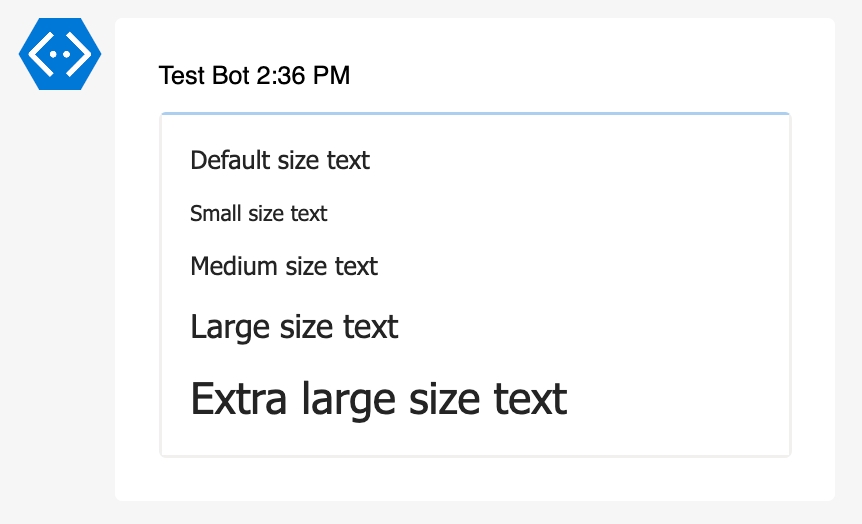 Test Bot 2:36 PM
Default size text
Small size text
Medium size text
Large size text
Extra large size text